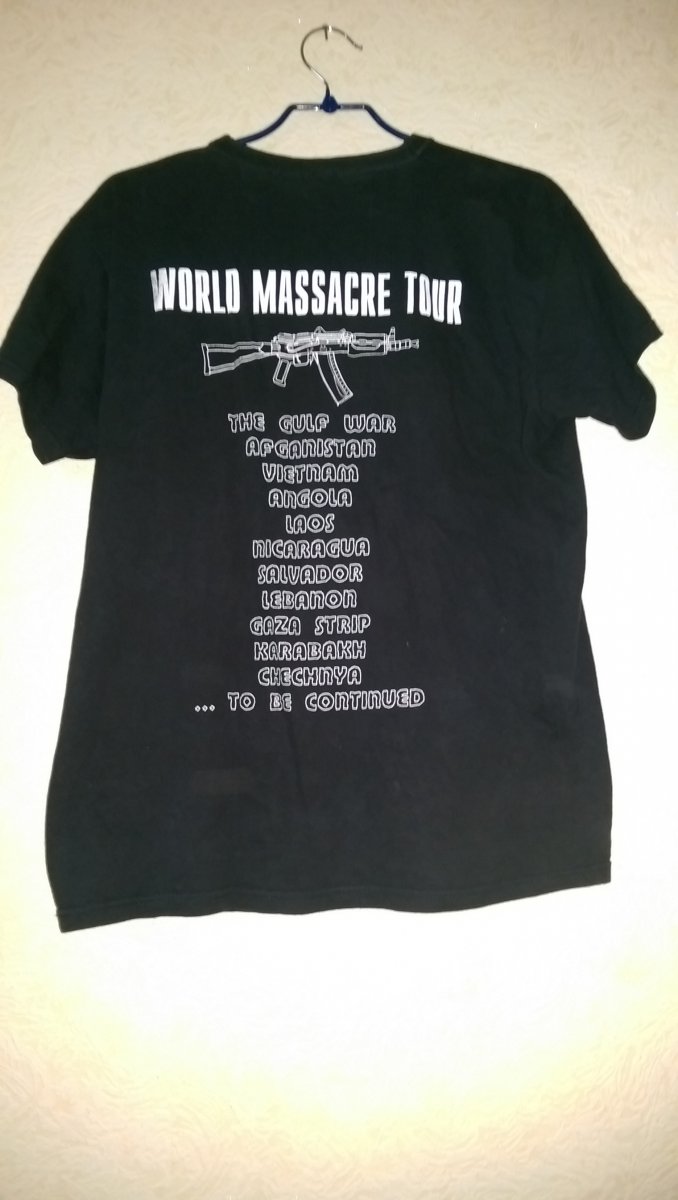 WORLD MASSACRE TOUR
THE GULF WAR
AFGANISTAN
VIETNAM
ANGOLA
LAOS
NICARAGUA
SALVADOR
LEBANON
GAZA STRIP
KARABAKH
CHECHNYA
... TO BE CONTINUED